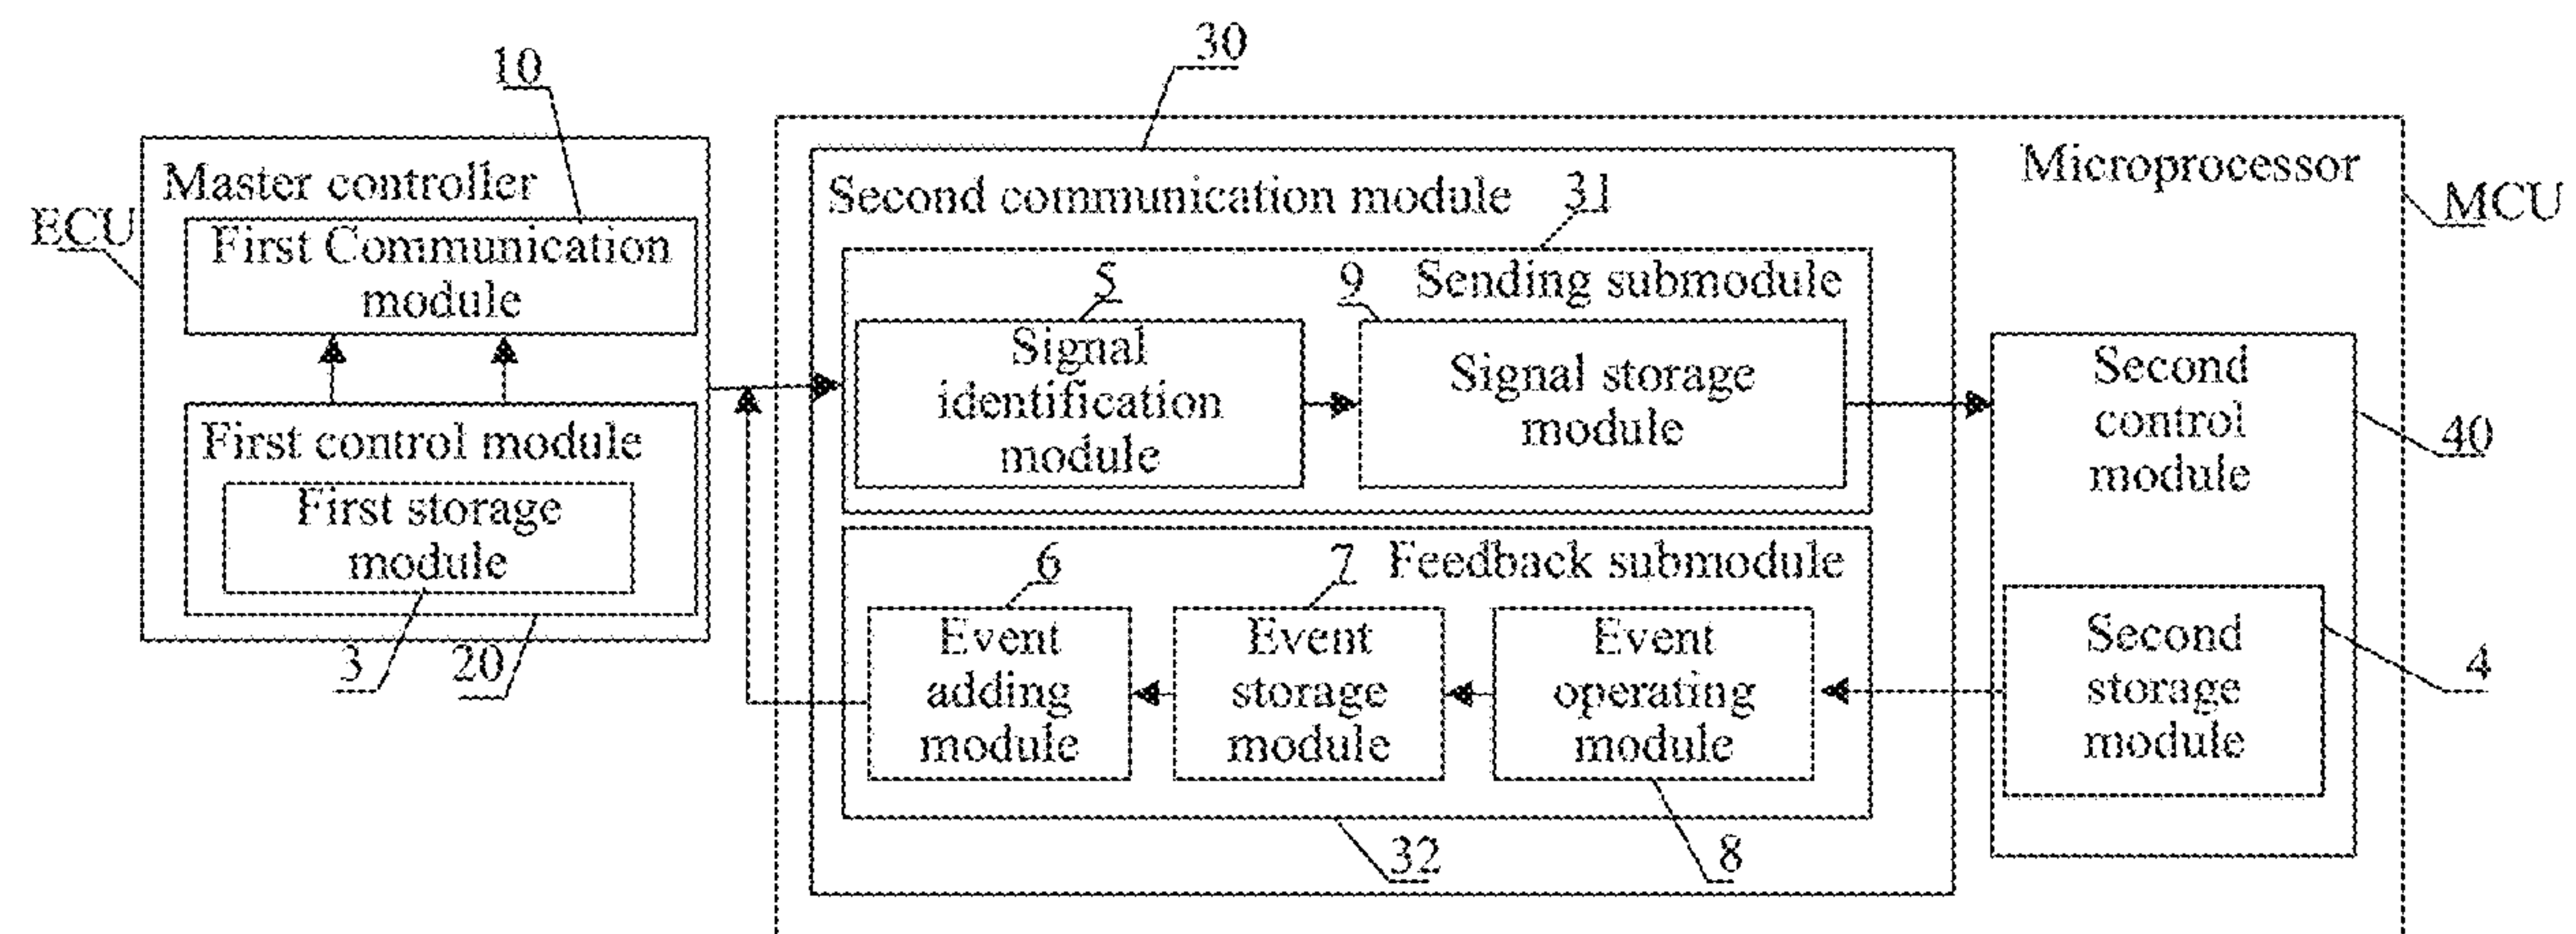 30
10
Master controller
ECU
First Communication
module
First control module
First storage
module
3
20
Second communication module
31
Microprocessor
MCU
5
9
Sending submodule
Signal
identification
module
Signal storage
module
Second
control
module
40
6
7
Feedback submodule
Event
adding
module
Event
storage
module
Event
operating
module
Second
storage
module
4
32
8